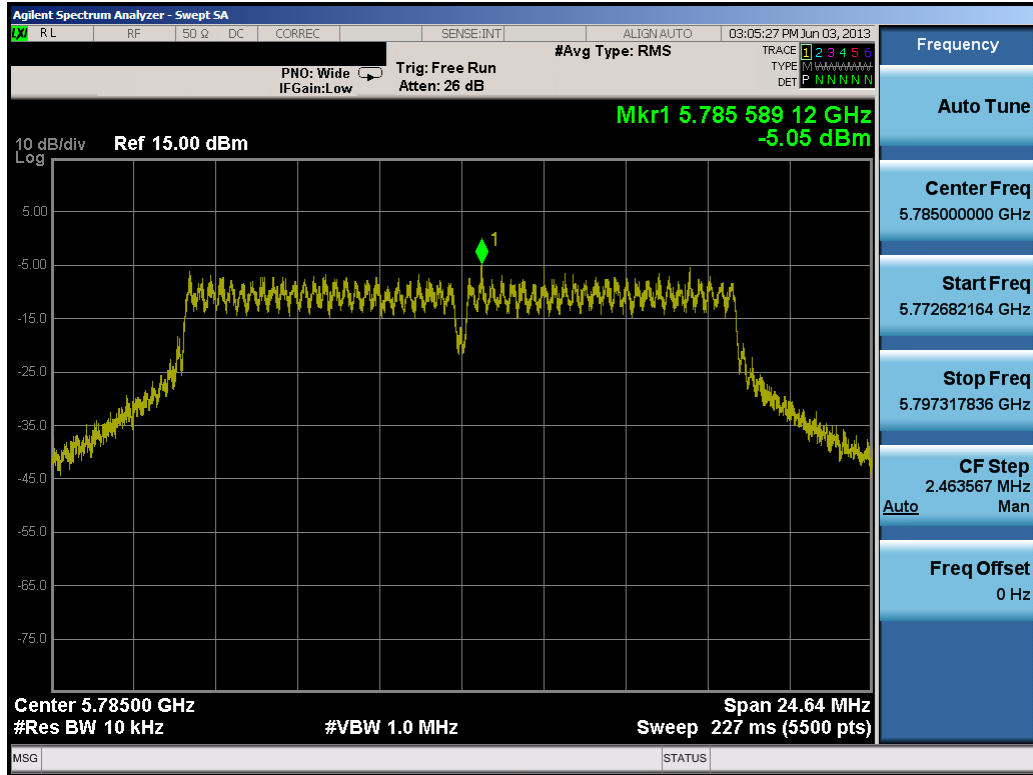 Agilent Spectrum Analyzer - Swept SA
LXI RL RF 50 Ω DC CORREC SENSE:INT ALIGN AUTO 03:05:27 PM Jun 03, 2013
#Avg Type: RMS TRACE 1 2 3 4 5 6
PNO: Wide Trig: Free Run TYPE M WWWWW
IFGain:Low Atten: 26 dB DET P N N N N N
Mkr1 5.785 589 12 GHz
-5.05 dBm
10 dB/div Ref 15.00 dBm
Log
5.00
1
-5.00
-15.0
-25.0
-35.0
-45.0
-55.0
-65.0
-75.0
Center 5.78500 GHz Span 24.64 MHz
#Res BW 10 kHz #VBW 1.0 MHz Sweep 227 ms (5500 pts)
MSG STATUS
Frequency
Auto Tune
Center Freq
5.785000000 GHz
Start Freq
5.772682164 GHz
Stop Freq
5.797317836 GHz
CF Step
2.463567 MHz
Auto Man
Freq Offset
0 Hz